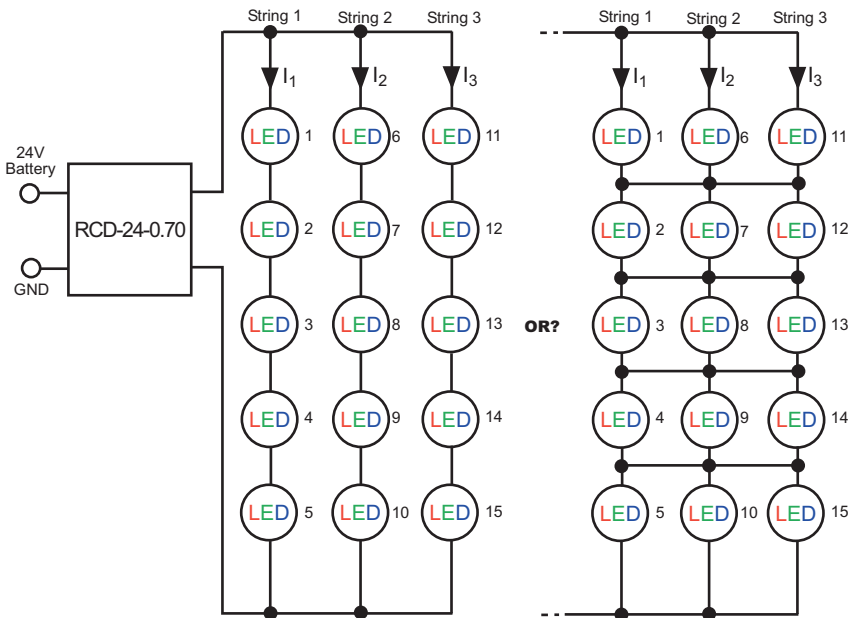 String 1 String 2 String 3 String 1 String 2 String 3
I1 I2 I3 I1 I2 I3
LED 1 LED 6 LED 11 LED 1 LED 6 LED 11
24V
Battery
RCD-24-0.70
GND
LED 2 LED 7 LED 12 LED 2 LED 7 LED 12
LED 3 LED 8 LED 13 OR? LED 3 LED 8 LED 13
LED 4 LED 9 LED 14 LED 4 LED 9 LED 14
LED 5 LED 10 LED 15 LED 5 LED 10 LED 15